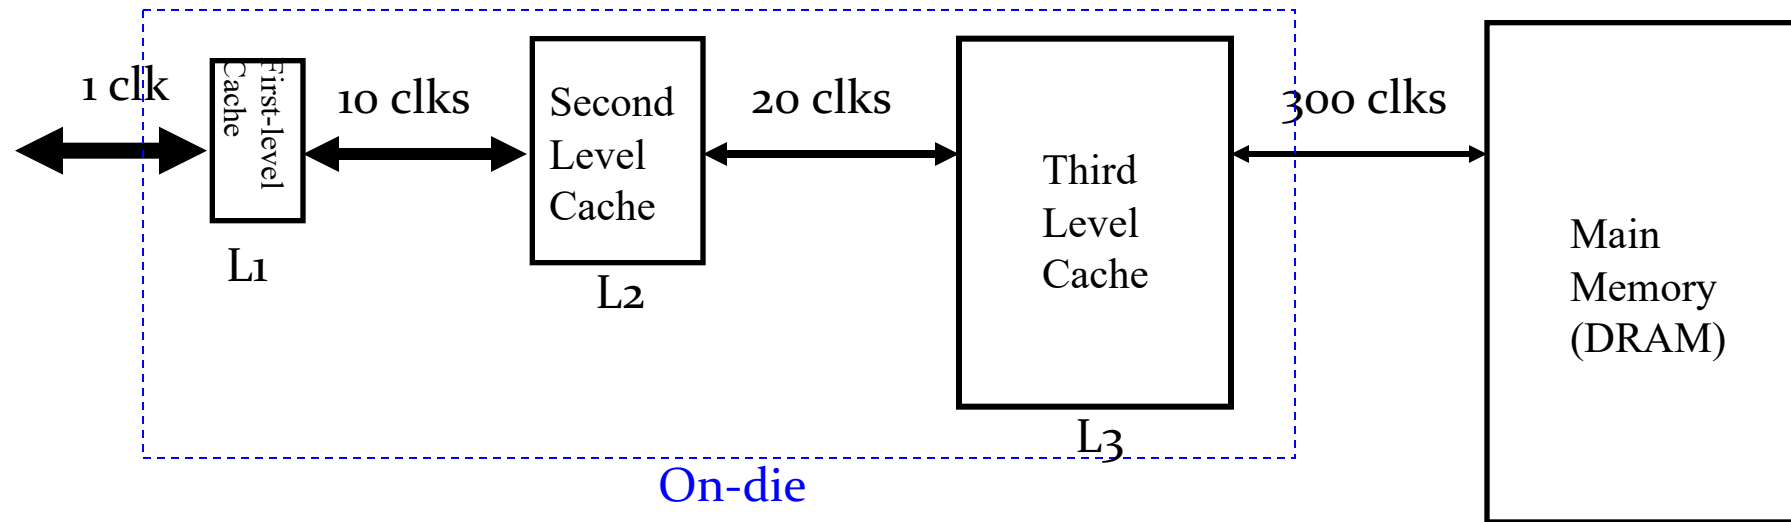 1 clk
First-level
Cache
L1
10 clks
Second
Level
Cache
L2
20 clks
Third
Level
Cache
L3
300 clks
Main
Memory
(DRAM)
On-die